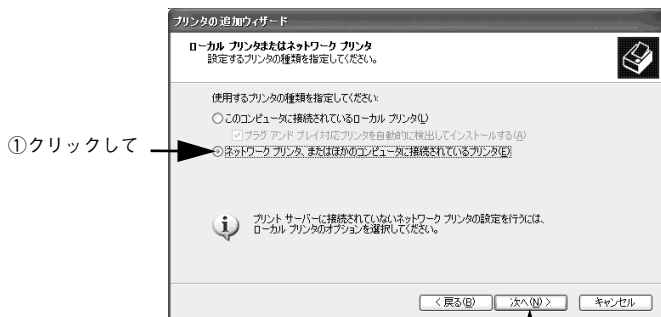 プリンタの追加ウィザード
ローカル プリンタまたはネットワーク プリンタ
設定するプリンタの種類を指定してください。
使用するプリンタの種類を指定してください:
このコンピュータに接続されているローカル プリンタ(L)
プラグ アンド プレイ対応プリンタを自動的に検出してインストールする(A)
①クリックして
ネットワーク プリンタ、またはほかのコンピュータに接続されているプリンタ(E)
プリント サーバーに接続されていないネットワーク プリンタの設定を行うには、
ローカル プリンタのオプションを選択してください。
< 戻る(B) 次へ(N) > キャンセル